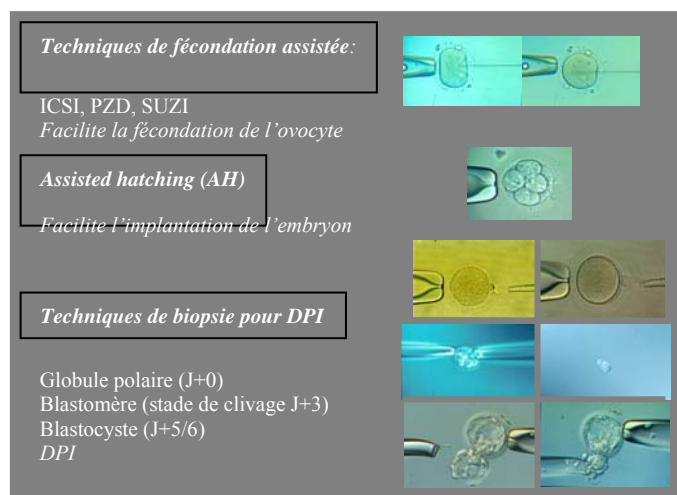 Techniques de fécondation assistée:
ICSI, PZD, SUZI
Facilite la fécondation de l'ovocyte
Assisted hatching (AH)
Facilite l'implantation de l'embryon
Techniques de biopsie pour DPI
Globule polaire (J+0)
Blastomère (stade de clivage J+3)
Blastocyste (J+5/6)
DPI